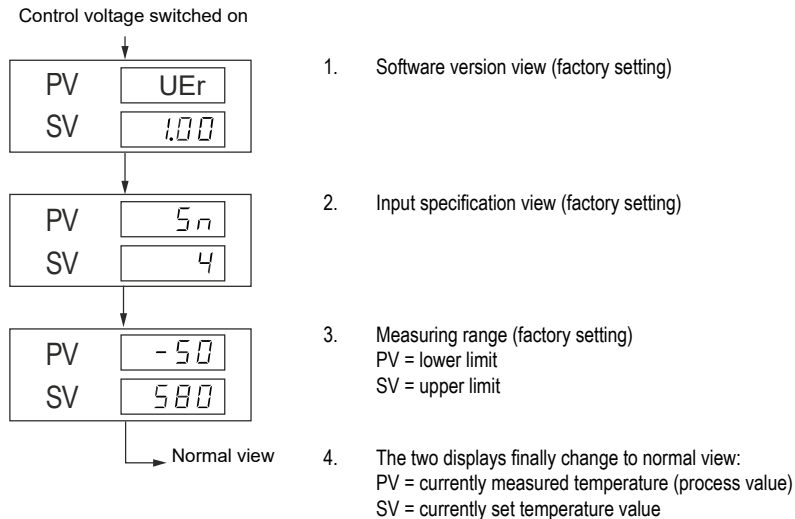 Control voltage switched on
PV UEr
SV 1.00
1. Software version view (factory setting)
PV Sn
SV 4
2. Input specification view (factory setting)
PV -50
SV 580
3. Measuring range (factory setting)
PV = lower limit
SV = upper limit
Normal view
4. The two displays finally change to normal view:
PV = currently measured temperature (process value)
SV = currently set temperature value